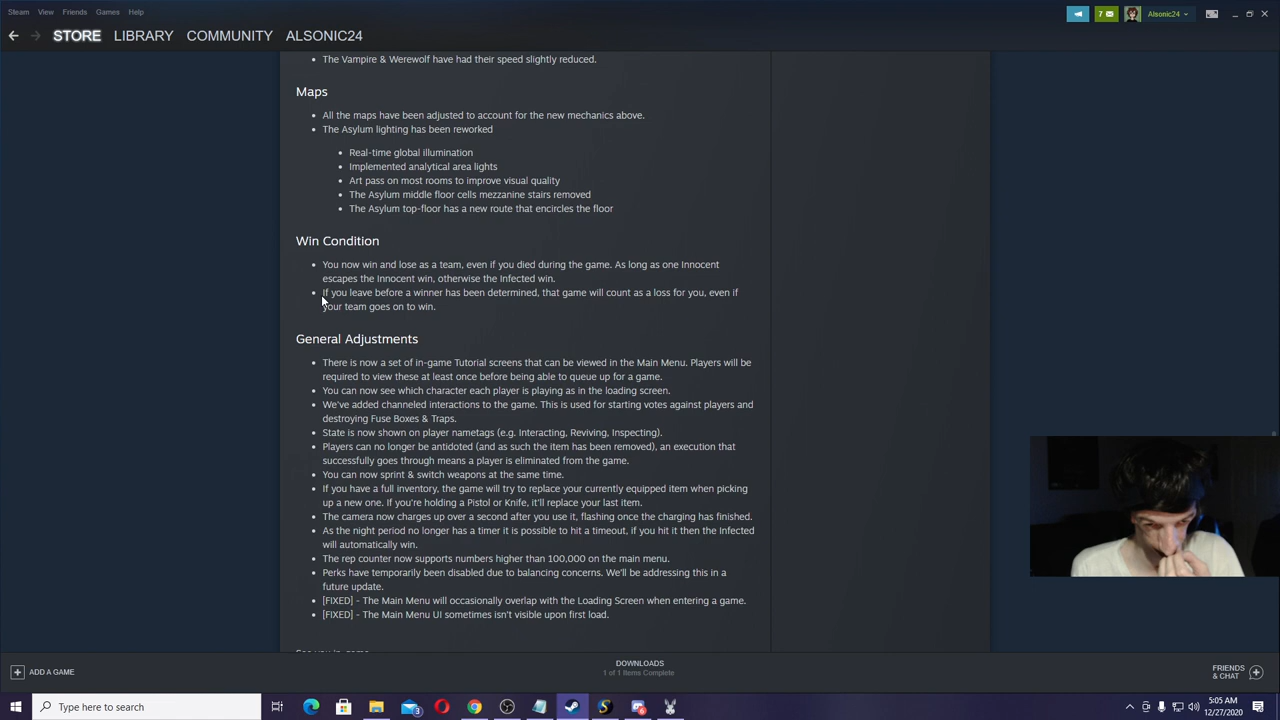 Steam View Friends Games Help
7 Alsonic24
STORE LIBRARY COMMUNITY ALSONIC24
The Vampire & Werewolf have had their speed slightly reduced.
Maps
All the maps have been adjusted to account for the new mechanics above.
The Asylum lighting has been reworked
Real-time global illumination
Implemented analytical area lights
Art pass on most rooms to improve visual quality
The Asylum middle floor cells mezzanine stairs removed
The Asylum top-floor has a new route that encircles the floor
Win Condition
You now win and lose as a team, even if you died during the game. As long as one Innocent
escapes the Innocent win, otherwise the Infected win.
If you leave before a winner has been determined, that game will count as a loss for you, even if
your team goes on to win.
General Adjustments
There is now a set of in-game Tutorial screens that can be viewed in the Main Menu. Players will be
required to view these at least once before being able to queue up for a game.
You can now see which character each player is playing as in the loading screen.
We've added channeled interactions to the game. This is used for starting votes against players and
destroying Fuse Boxes & Traps.
State is now shown on player nametags (e.g. Interacting, Reviving, Inspecting).
Players can no longer be antidoted (and as such the item has been removed), an execution that
successfully goes through means a player is eliminated from the game.
You can now sprint & switch weapons at the same time.
If you have a full inventory, the game will try to replace your currently equipped item when picking
up a new one. If you're holding a Pistol or Knife, it'll replace your last item.
The camera now charges up over a second after you use it, flashing once the charging has finished.
As the night period no longer has a timer it is possible to hit a timeout, if you hit it then the Infected
will automatically win.
The rep counter now supports numbers higher than 100,000 on the main menu.
Perks have temporarily been disabled due to balancing concerns. We'll be addressing this in a
future update.
[FIXED] - The Main Menu will occasionally overlap with the Loading Screen when entering a game.
[FIXED] - The Main Menu UI sometimes isn't visible upon first load.
See you in-game
ADD A GAME
DOWNLOADS
1 of 1 Items Complete
FRIENDS
& CHAT
Type here to search
3
5:05 AM
12/27/2020